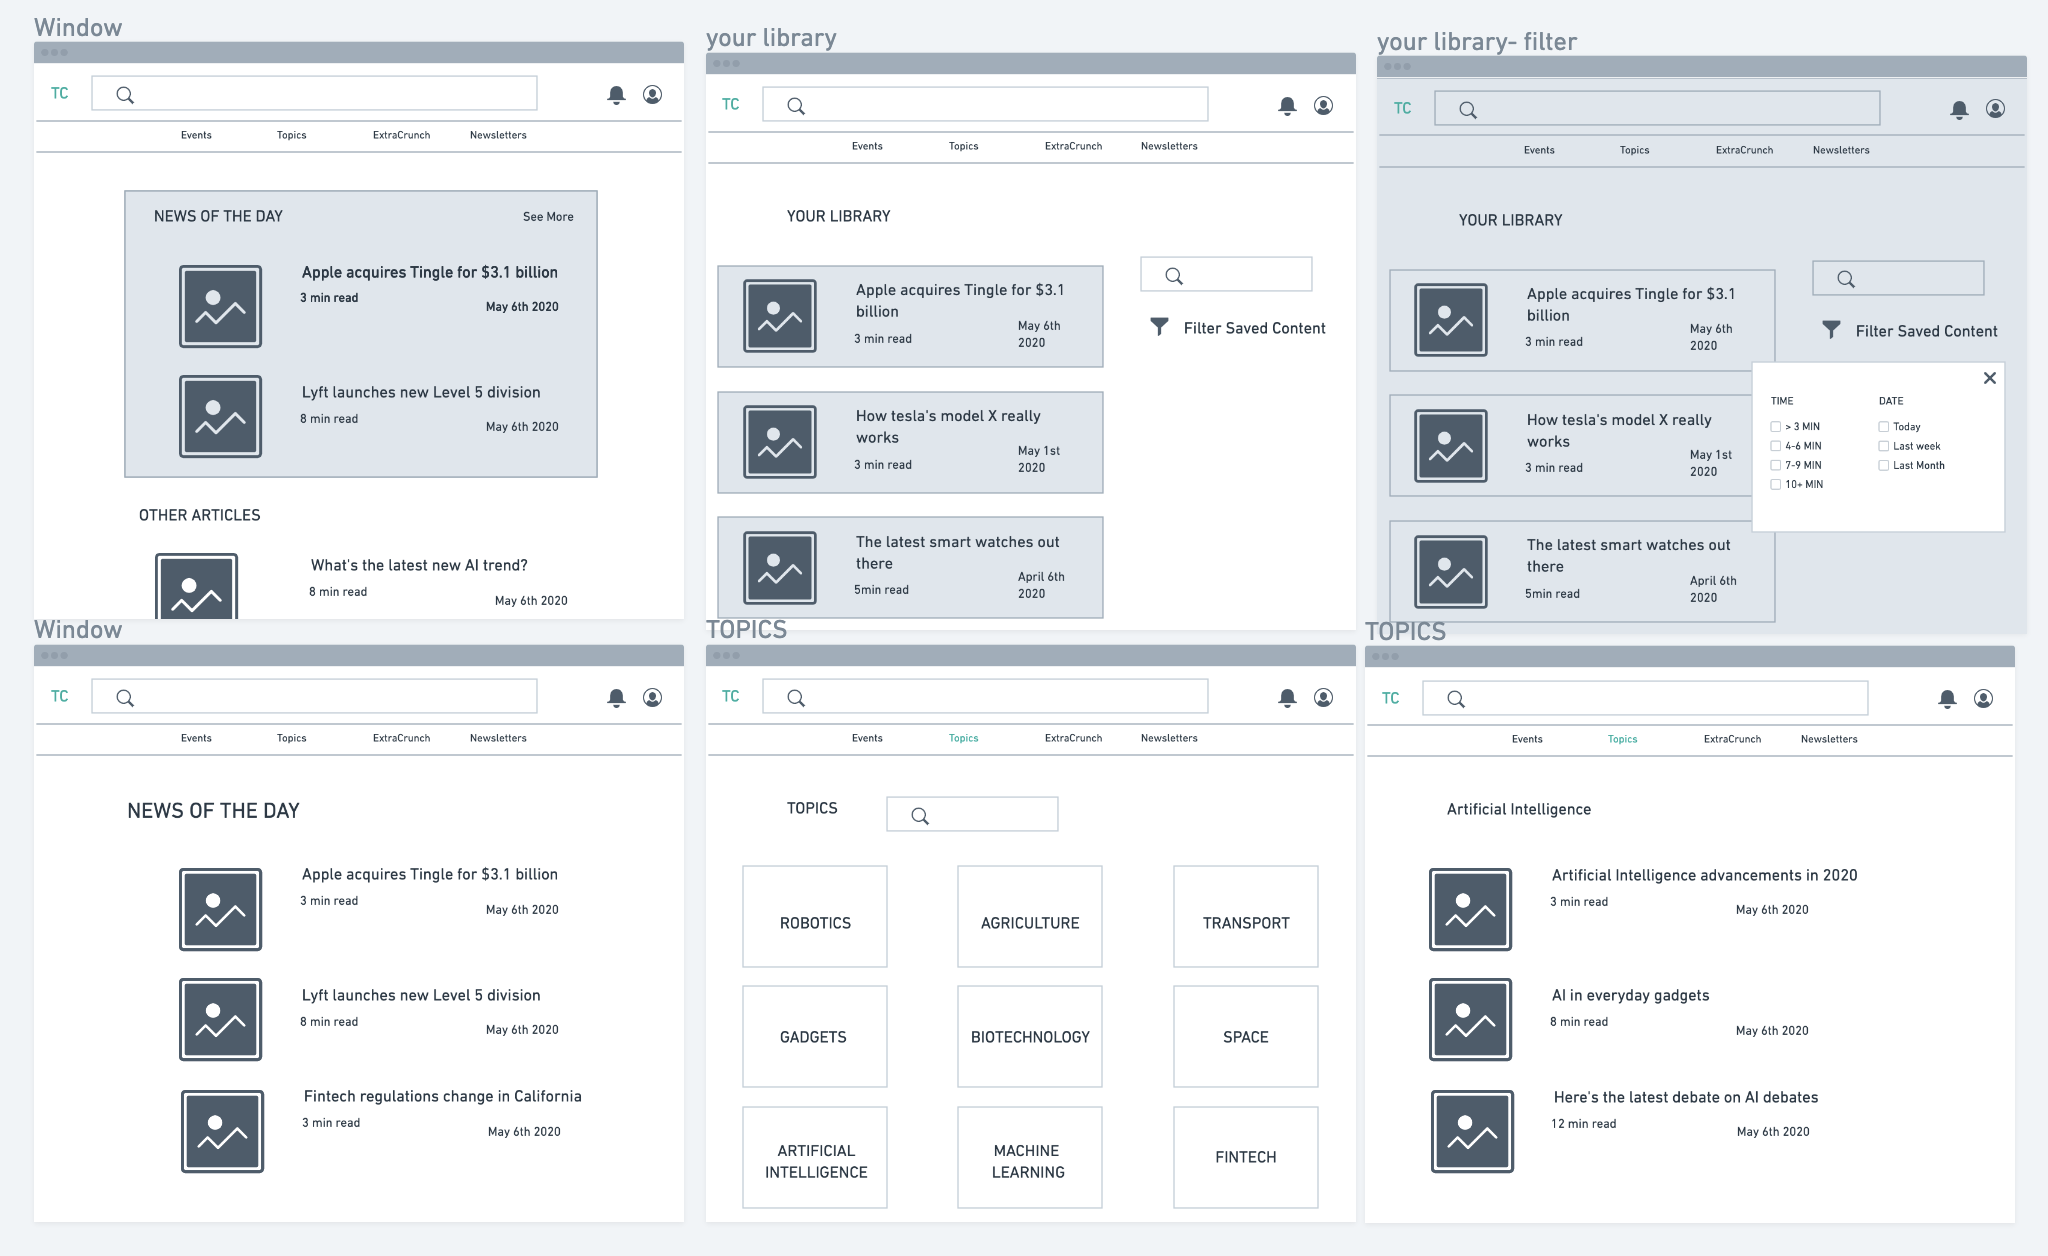 Window
TC
Events Topics ExtraCrunch Newsletters
NEWS OF THE DAY See More
Apple acquires Tingle for $3.1 billion
3 min read
May 6th 2020
Lyft launches new Level 5 division
8 min read
May 6th 2020
OTHER ARTICLES
What's the latest new AI trend?
8 min read
May 6th 2020
your library
TC
Events Topics ExtraCrunch Newsletters
YOUR LIBRARY
Apple acquires Tingle for $3.1
billion
3 min read
May 6th
2020
Filter Saved Content
How tesla's model X really
works
3 min read
May 1st
2020
The latest smart watches out
there
5min read
April 6th
2020
your library- filter
TC
Events Topics ExtraCrunch Newsletters
YOUR LIBRARY
Apple acquires Tingle for $3.1
billion
3 min read
May 6th
2020
Filter Saved Content
How tesla's model X really
works
3 min read
May 1st
2020
The latest smart watches out
there
5min read
April 6th
2020
TIME
> 3 MIN
4-6 MIN
7-9 MIN
10+ MIN
DATE
Today
Last week
Last Month
Window
TC
Events Topics ExtraCrunch Newsletters
NEWS OF THE DAY
Apple acquires Tingle for $3.1 billion
3 min read
May 6th 2020
Lyft launches new Level 5 division
8 min read
May 6th 2020
Fintech regulations change in California
3 min read
May 6th 2020
TOPICS
TC
Events Topics ExtraCrunch Newsletters
TOPICS
ROBOTICS
AGRICULTURE
TRANSPORT
GADGETS
BIOTECHNOLOGY
SPACE
ARTIFICIAL
INTELLIGENCE
MACHINE
LEARNING
FINTECH
TOPICS
TC
Events Topics ExtraCrunch Newsletters
Artificial Intelligence
Artificial Intelligence advancements in 2020
3 min read
May 6th 2020
AI in everyday gadgets
8 min read
May 6th 2020
Here's the latest debate on AI debates
12 min read
May 6th 2020